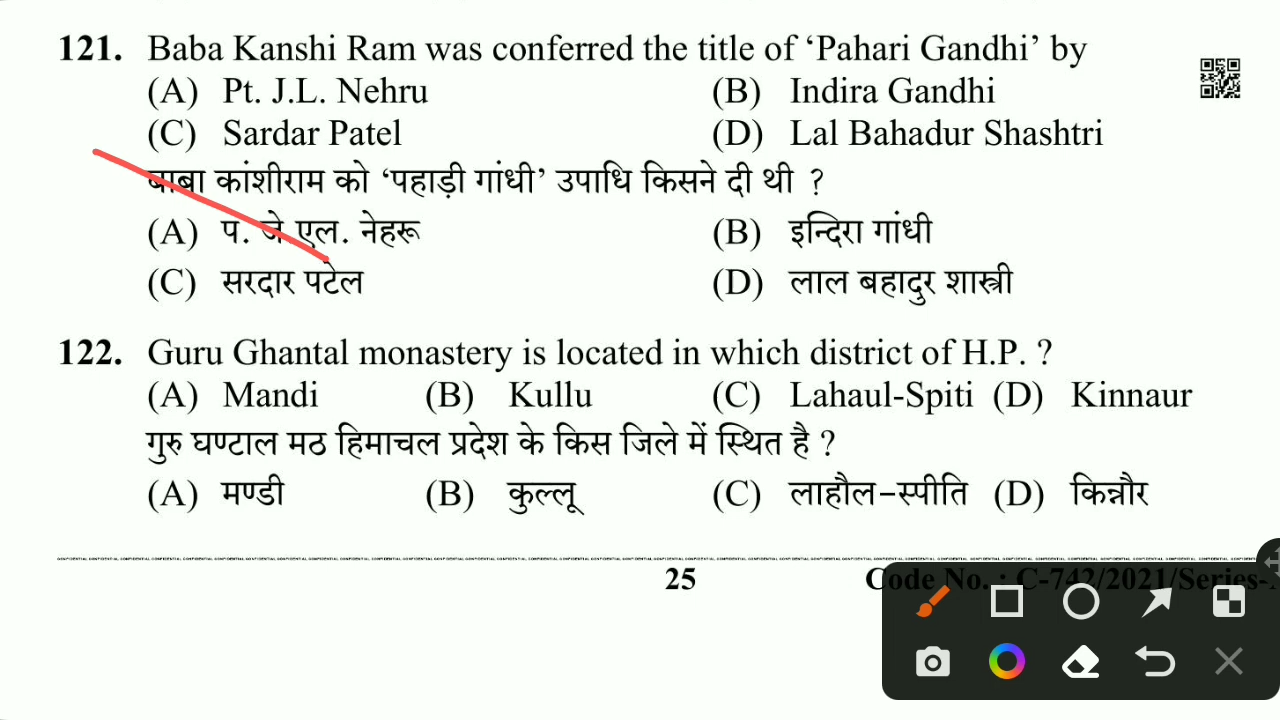 121. Baba Kanshi Ram was conferred the title of ‘Pahari Gandhi’ by
(A) Pt. J.L. Nehru (B) Indira Gandhi
(C) Sardar Patel (D) Lal Bahadur Shashtri
बाबा कांशीराम को ‘पहाड़ी गांधी’ उपाधि किसने दी थी ?
(A) प. जे.एल. नेहरू (B) इन्दिरा गांधी
(C) सरदार पटेल (D) लाल बहादुर शास्त्री
122. Guru Ghantal monastery is located in which district of H.P. ?
(A) Mandi (B) Kullu (C) Lahaul-Spiti (D) Kinnaur
गुरु घण्टाल मठ हिमाचल प्रदेश के किस जिले में स्थित है ?
(A) मण्डी (B) कुल्लू (C) लाहौल-स्पीति (D) किन्नौर
25 Code No. : C-742/2021/Series-